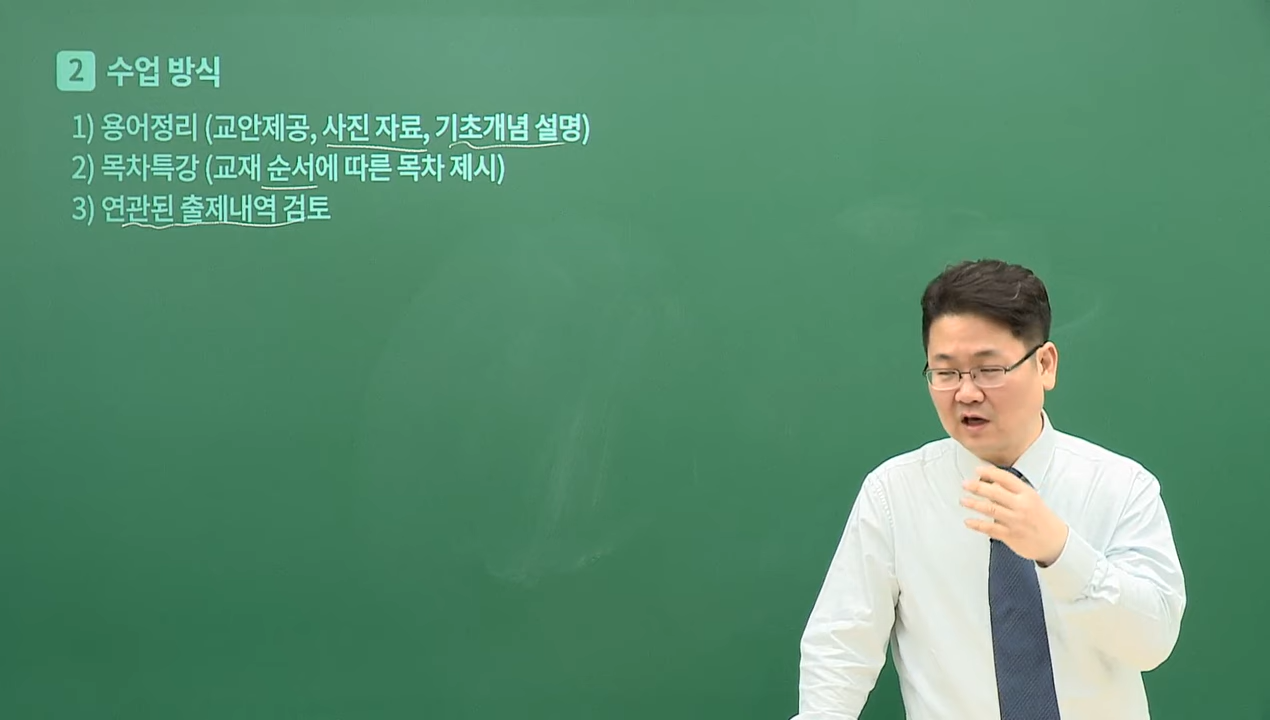 2 수업 방식
1) 용어정리 (교안제공, 사진 자료, 기초개념 설명)
2) 목차특강 (교재 순서에 따른 목차 제시)
3) 연관된 출제내역 검토